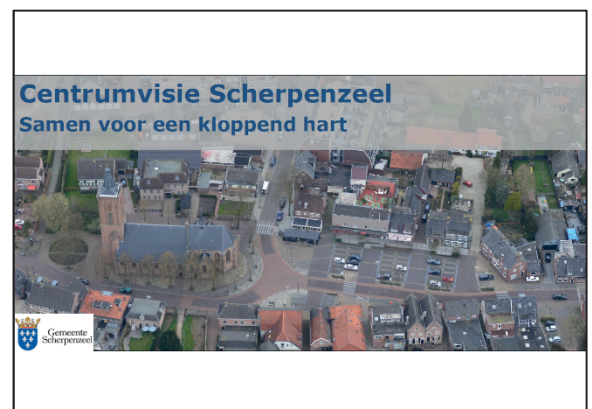 Centrumvisie Scherpenzeel
Samen voor een kloppend hart
Gemeente
Scherpenzeel